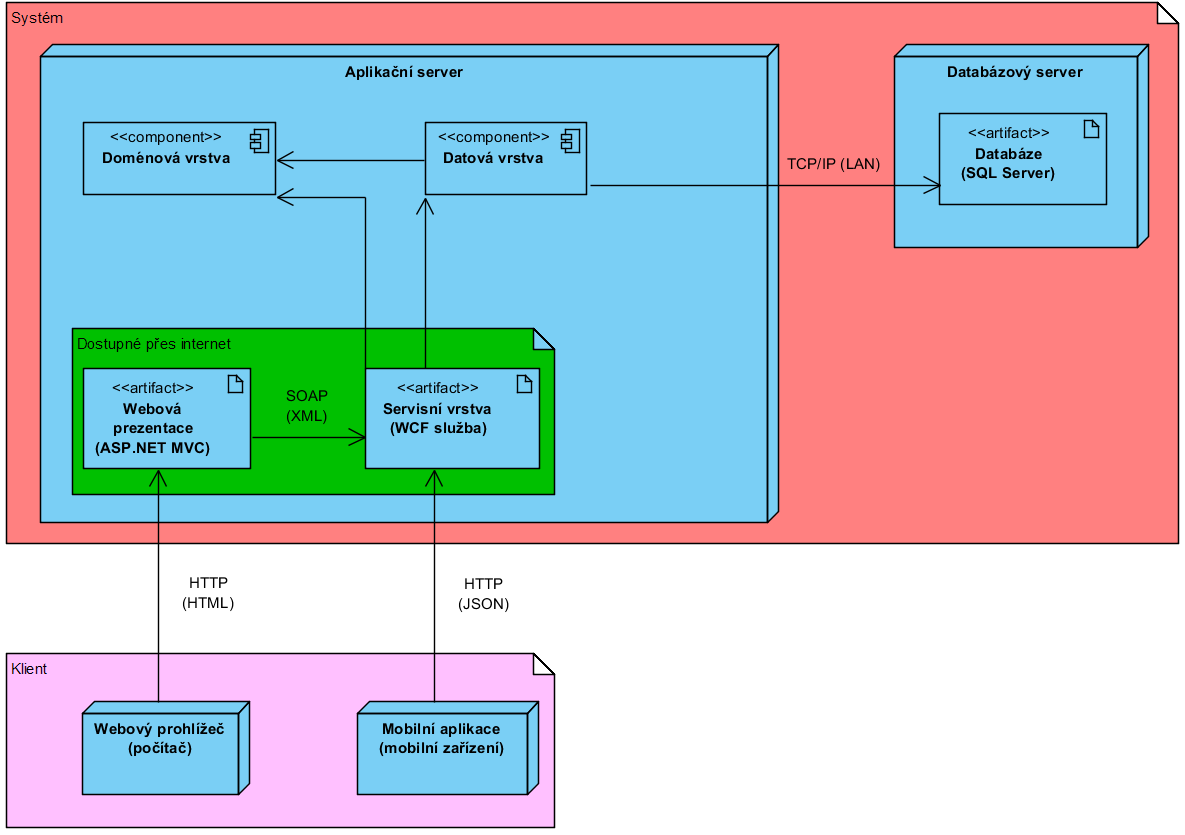 Systém
Aplikační server
Databázový server
<<component>>
Doménová vrstva
<<component>>
Datová vrstva
TCP/IP (LAN)
<<artifact>>
Databáze
(SQL Server)
Dostupné přes internet
<<artifact>>
Webová
prezentace
(ASP.NET MVC)
SOAP
(XML)
<<artifact>>
Servisní vrstva
(WCF služba)
HTTP
(HTML)
HTTP
(JSON)
Klient
Webový prohlížeč
(počítač)
Mobilní aplikace
(mobilní zařízení)